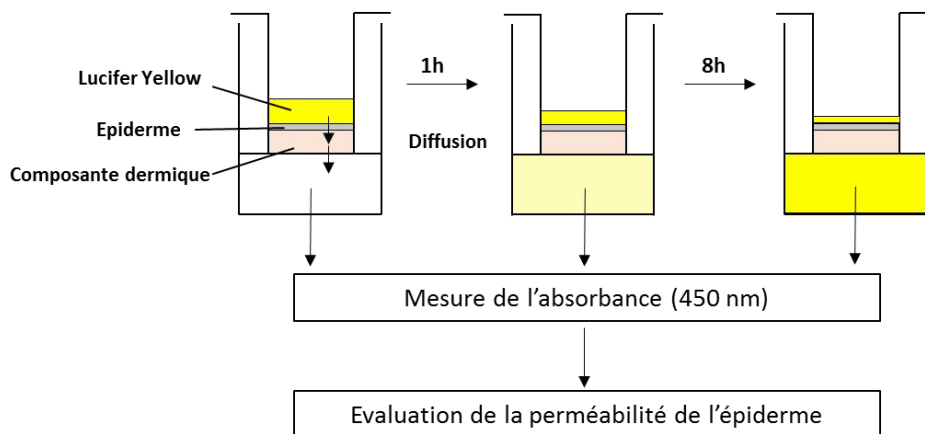 Lucifer Yellow
Epiderme
Composante dermique
1h
Diffusion
8h
Mesure de l'absorbance (450 nm)
Evaluation de la perméabilité de l'épiderme